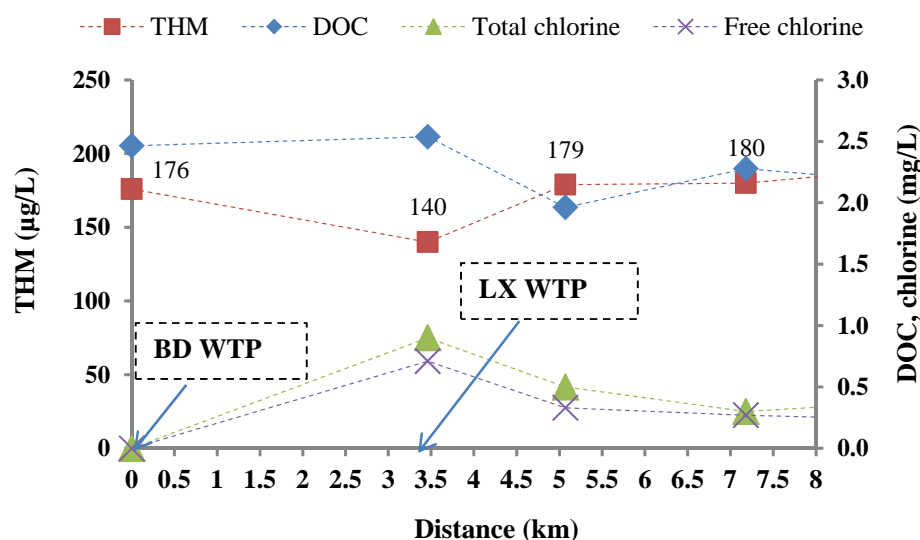 THM DOC Total chlorine Free chlorine
250
200
150
100
50
0
THM (µg/L)
3.0
2.5
2.0
1.5
1.0
0.5
0.0
DOC, chlorine (mg/L)
176
140
179
180
BD WTP
LX WTP
0 0.5 1 1.5 2 2.5 3 3.5 4 4.5 5 5.5 6 6.5 7 7.5 8
Distance (km)